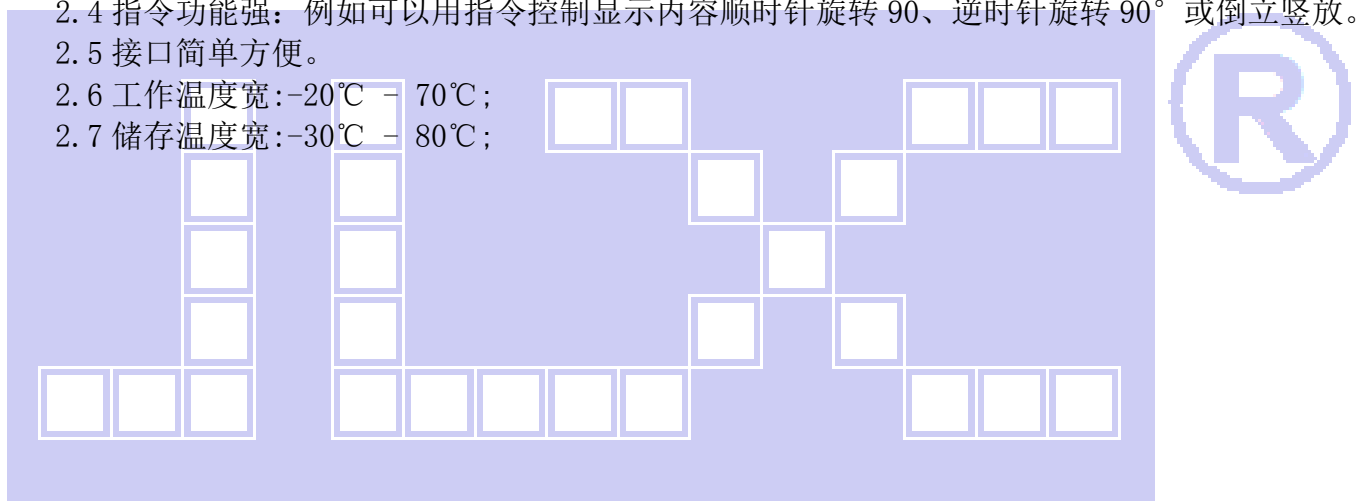 2.4 指令功能强：例如可以用指令控制显示内容顺时针旋转 90、逆时针旋转 90°或倒立竖放。
2.5 接口简单方便。
2.6 工作温度宽:-20℃ - 70℃;
2.7 储存温度宽:-30℃ - 80℃;
JLX
®